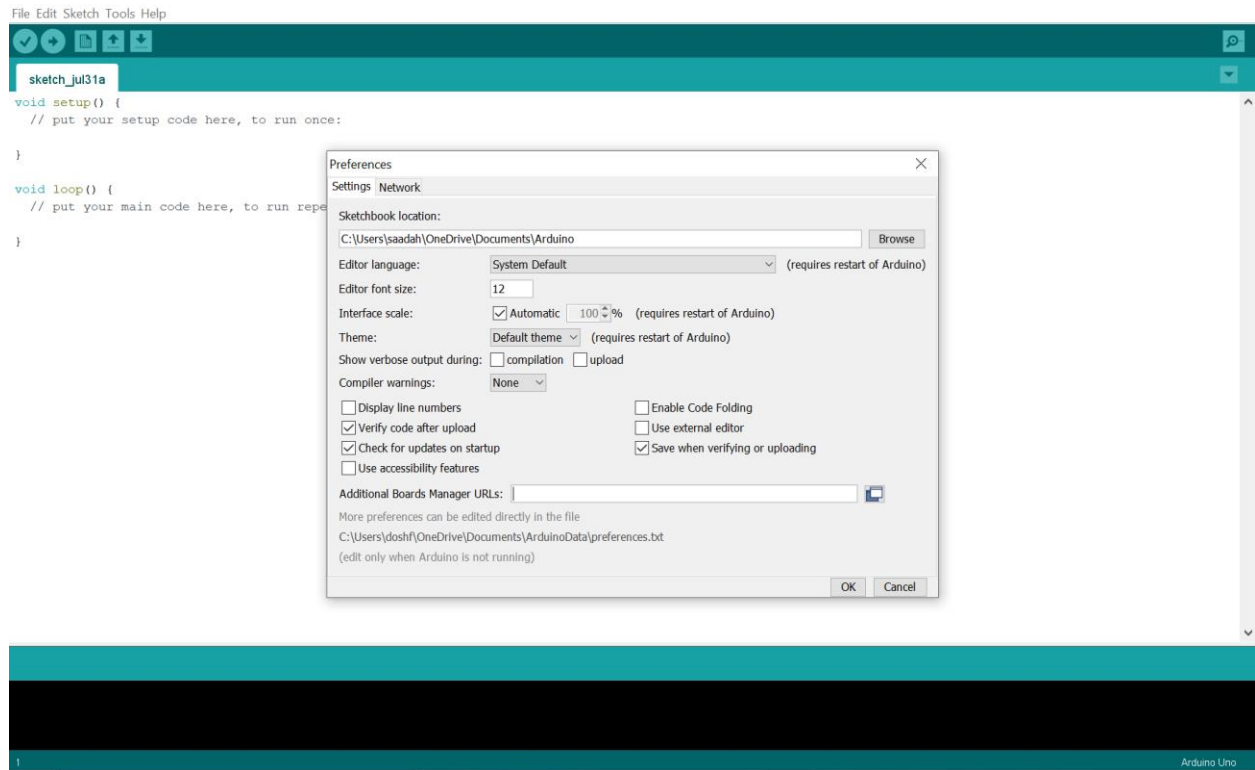 File Edit Sketch Tools Help
sketch_jul31a
void setup() {
  // put your setup code here, to run once:
}
void loop() {
  // put your main code here, to run repe
}
Preferences
Settings Network
Sketchbook location:
C:\Users\saadah\OneDrive\Documents\Arduino Browse
Editor language: System Default (requires restart of Arduino)
Editor font size: 12
Interface scale: Automatic 100 % (requires restart of Arduino)
Theme: Default theme (requires restart of Arduino)
Show verbose output during: compilation upload
Compiler warnings: None
Display line numbers Enable Code Folding
Verify code after upload Use external editor
Check for updates on startup Save when verifying or uploading
Use accessibility features
Additional Boards Manager URLs:
More preferences can be edited directly in the file
C:\Users\doshf\OneDrive\Documents\ArduinoData\preferences.txt
(edit only when Arduino is not running)
OK Cancel
1 Arduino Uno